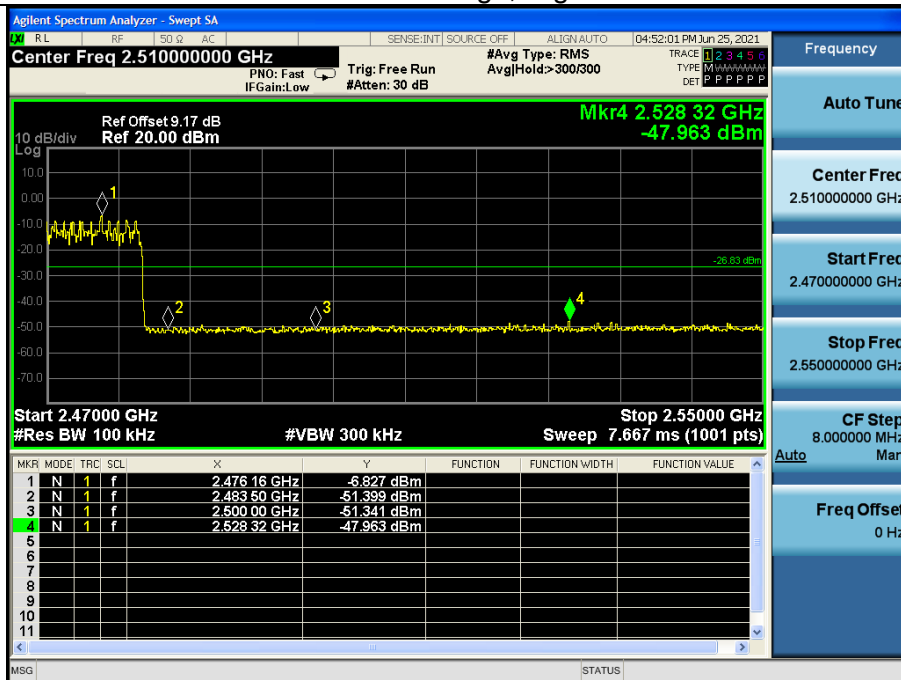 Agilent Spectrum Analyzer - Swept SA
LXI RL RF 50 Ω AC SENSE:INT SOURCE OFF ALIGN AUTO 04:52:01 PM Jun 25, 2021
Center Freq 2.510000000 GHz #Avg Type: RMS TRACE 1 2 3 4 5 6
PNO: Fast Trig: Free Run Avg|Hold:>300/300 TYPE M WWWWW
IFGain:Low #Atten: 30 dB DET P P P P P P
Mkr4 2.528 32 GHz
Ref Offset 9.17 dB
10 dB/div Ref 20.00 dBm -47.963 dBm
Log
10.0
0.00
-10.0
-20.0
-30.0
-40.0
-50.0
-60.0
-70.0
1
2
3
4
-26.83 dBm
Start 2.47000 GHz Stop 2.55000 GHz
#Res BW 100 kHz #VBW 300 kHz Sweep 7.667 ms (1001 pts)
MKR MODE TRC SCL X Y FUNCTION FUNCTION WIDTH FUNCTION VALUE
1 N 1 f 2.476 16 GHz -6.827 dBm
2 N 1 f 2.483 50 GHz -51.399 dBm
3 N 1 f 2.500 00 GHz -51.341 dBm
4 N 1 f 2.528 32 GHz -47.963 dBm
5
6
7
8
9
10
11
MSG STATUS
Frequency
Auto Tune
Center Freq
2.510000000 GHz
Start Freq
2.470000000 GHz
Stop Freq
2.550000000 GHz
CF Step
8.000000 MHz
Auto Man
Freq Offset
0 Hz